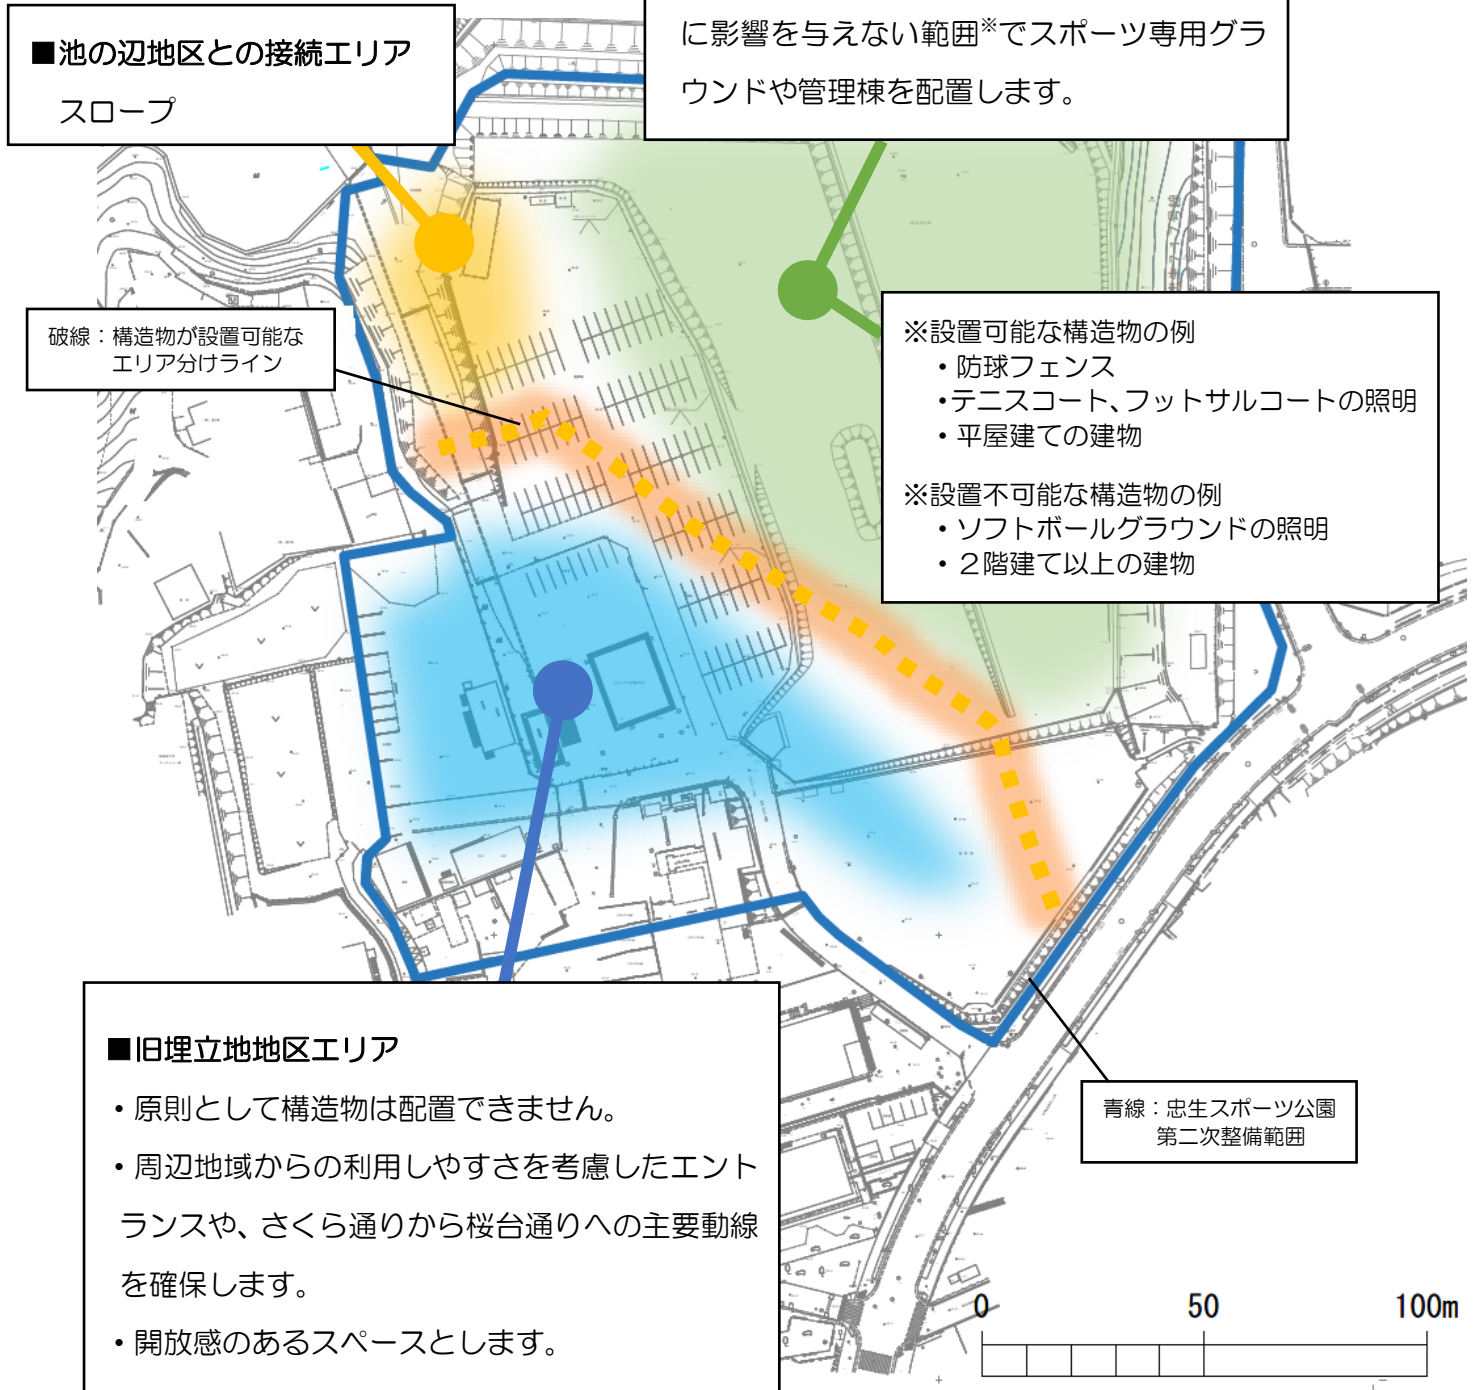 ■池の辺地区との接続エリア
スロープ
に影響を与えない範囲※でスポーツ専用グラ
ウンドや管理棟を配置します。
破線：構造物が設置可能な
エリア分けライン
※設置可能な構造物の例
・防球フェンス
・テニスコート、フットサルコートの照明
・平屋建ての建物
※設置不可能な構造物の例
・ソフトボールグラウンドの照明
・２階建て以上の建物
■旧埋立地地区エリア
・原則として構造物は配置できません。
・周辺地域からの利用しやすさを考慮したエント
ランスや、さくら通りから桜台通りへの主要動線
を確保します。
・開放感のあるスペースとします。
青線：忠生スポーツ公園
第二次整備範囲
0 50 100m